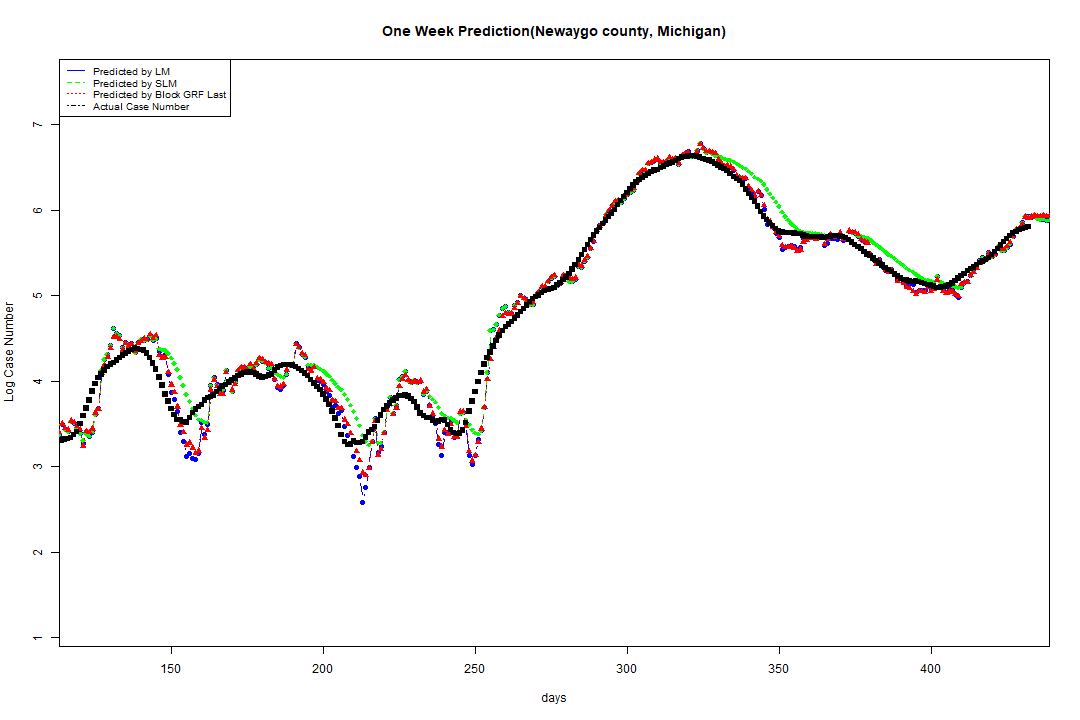 One Week Prediction(Newaygo county, Michigan)
Predicted by LM
Predicted by SLM
Predicted by Block GRF Last
Actual Case Number
7
6
5
4
3
2
1
Log Case Number
150 200 250 300 350 400
days